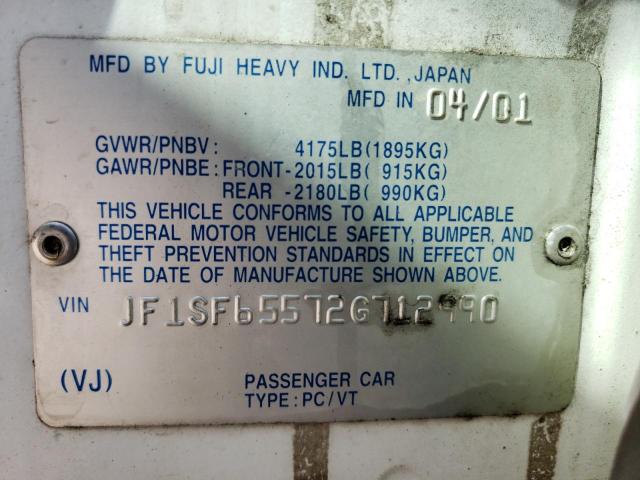 MFD BY FUJI HEAVY IND. LTD. ,JAPAN
MFD IN 04/01
GVWR/PNBV: 4175LB(1895KG)
GAWR/PNBE: FRONT-2015LB( 915KG)
REAR -2180LB( 990KG)
THIS VEHICLE CONFORMS TO ALL APPLICABLE
FEDERAL MOTOR VEHICLE SAFETY, BUMPER, AND
THEFT PREVENTION STANDARDS IN EFFECT ON
THE DATE OF MANUFACTURE SHOWN ABOVE.
VIN JF1SF65572G712990
(VJ) PASSENGER CAR
TYPE: PC/VT